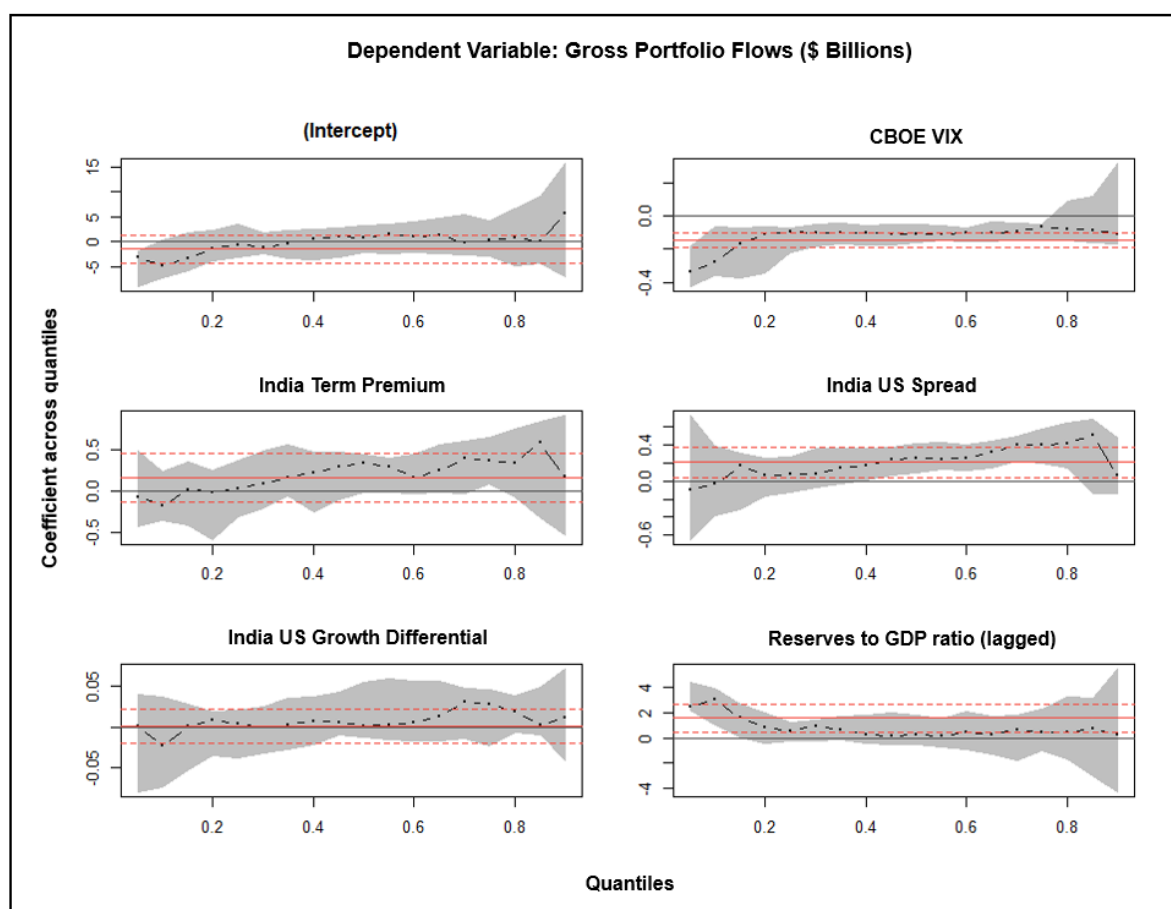 Dependent Variable: Gross Portfolio Flows ($ Billions)
Coefficient across quantiles
(Intercept)
15
5
0
-5
0.2 0.4 0.6 0.8
CBOE VIX
0.0
-0.4
0.2 0.4 0.6 0.8
India Term Premium
0.5
0.0
-0.5
0.2 0.4 0.6 0.8
India US Spread
0.4
0.0
-0.6
0.2 0.4 0.6 0.8
India US Growth Differential
0.05
-0.05
0.2 0.4 0.6 0.8
Reserves to GDP ratio (lagged)
4
2
0
-4
0.2 0.4 0.6 0.8
Quantiles